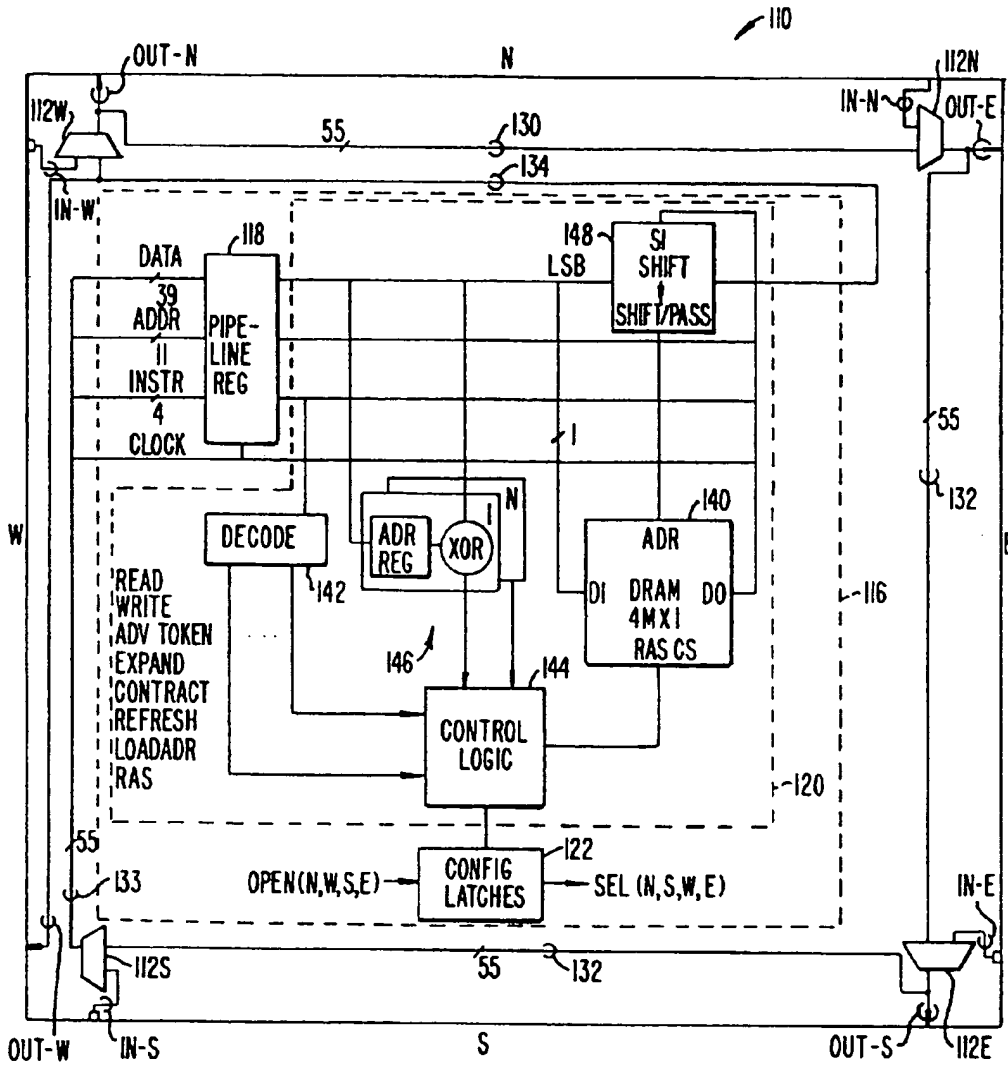 110
OUT-N
N
112N
IN-N
OUT-E
112W
55
130
134
IN-W
118
148
SI
SHIFT
SHIFT/PASS
LSB
DATA
39
ADDR
11
INSTR
4
CLOCK
PIPE-
LINE
REG
1
55
132
W
DECODE
142
ADR
REG
XOR
1
N
140
ADR
DI
DRAM
DO
4MX1
RAS CS
116
READ
WRITE
ADV TOKEN
EXPAND
CONTRACT
REFRESH
LOADADR
RAS
146
144
CONTROL
LOGIC
120
55
133
122
OPEN(N,W,S,E)
CONFIG
LATCHES
SEL (N,S,W,E)
IN-E
112S
55
132
OUT-W
IN-S
S
OUT-S
112E